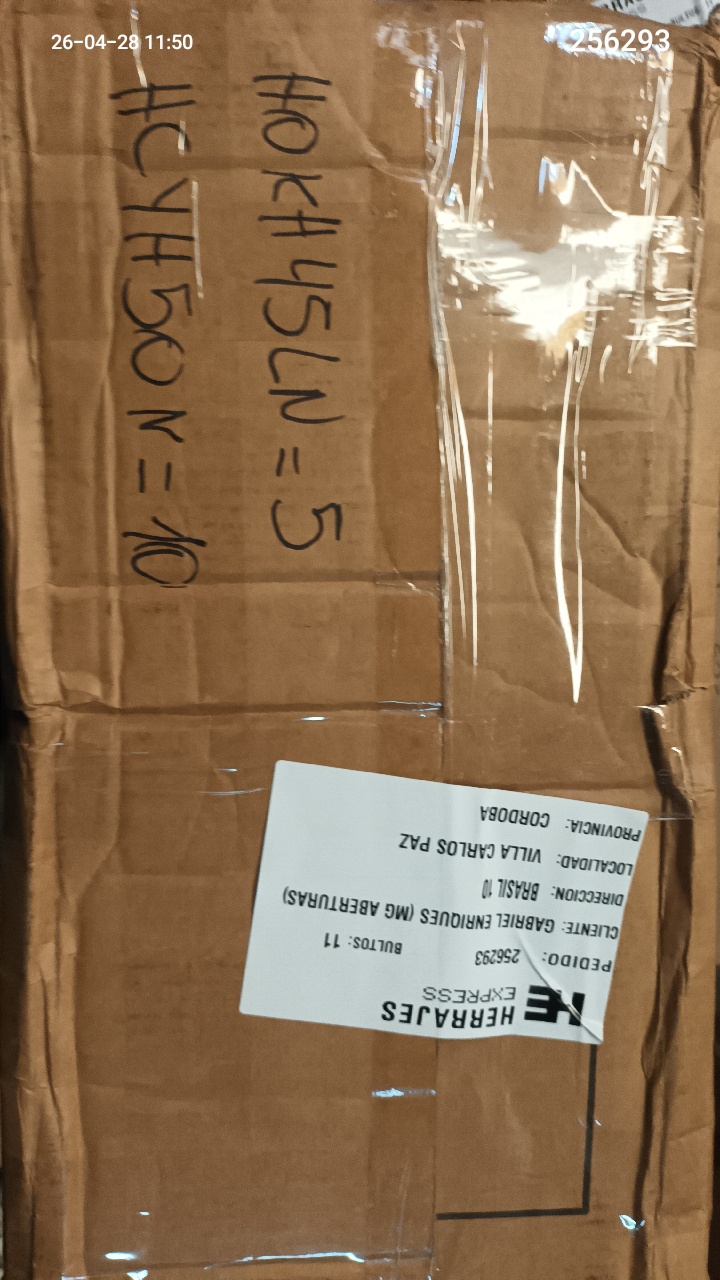 26-04-28 11:50
256293
HOKH45LN = 5
HCYH50N = 10
HE HERRAJES
EXPRESS
PEDIDO: 256293 BULTOS: 11
CLIENTE: GABRIEL ENRIQUES (MG ABERTURAS)
DIRECCION: BRASIL 10
LOCALIDAD: VILLA CARLOS PAZ
PROVINCIA: CORDOBA